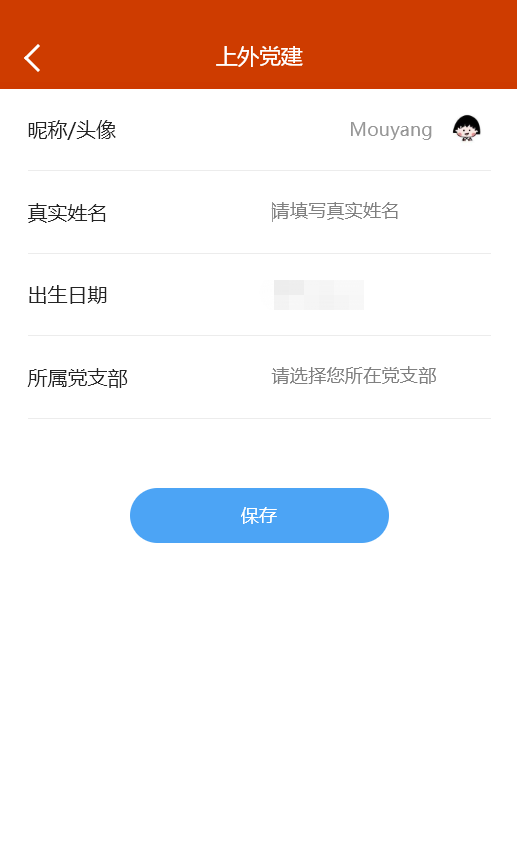 上外党建
昵称/头像 Mouyang
真实姓名 请填写真实姓名
出生日期
所属党支部 请选择您所在党支部
保存